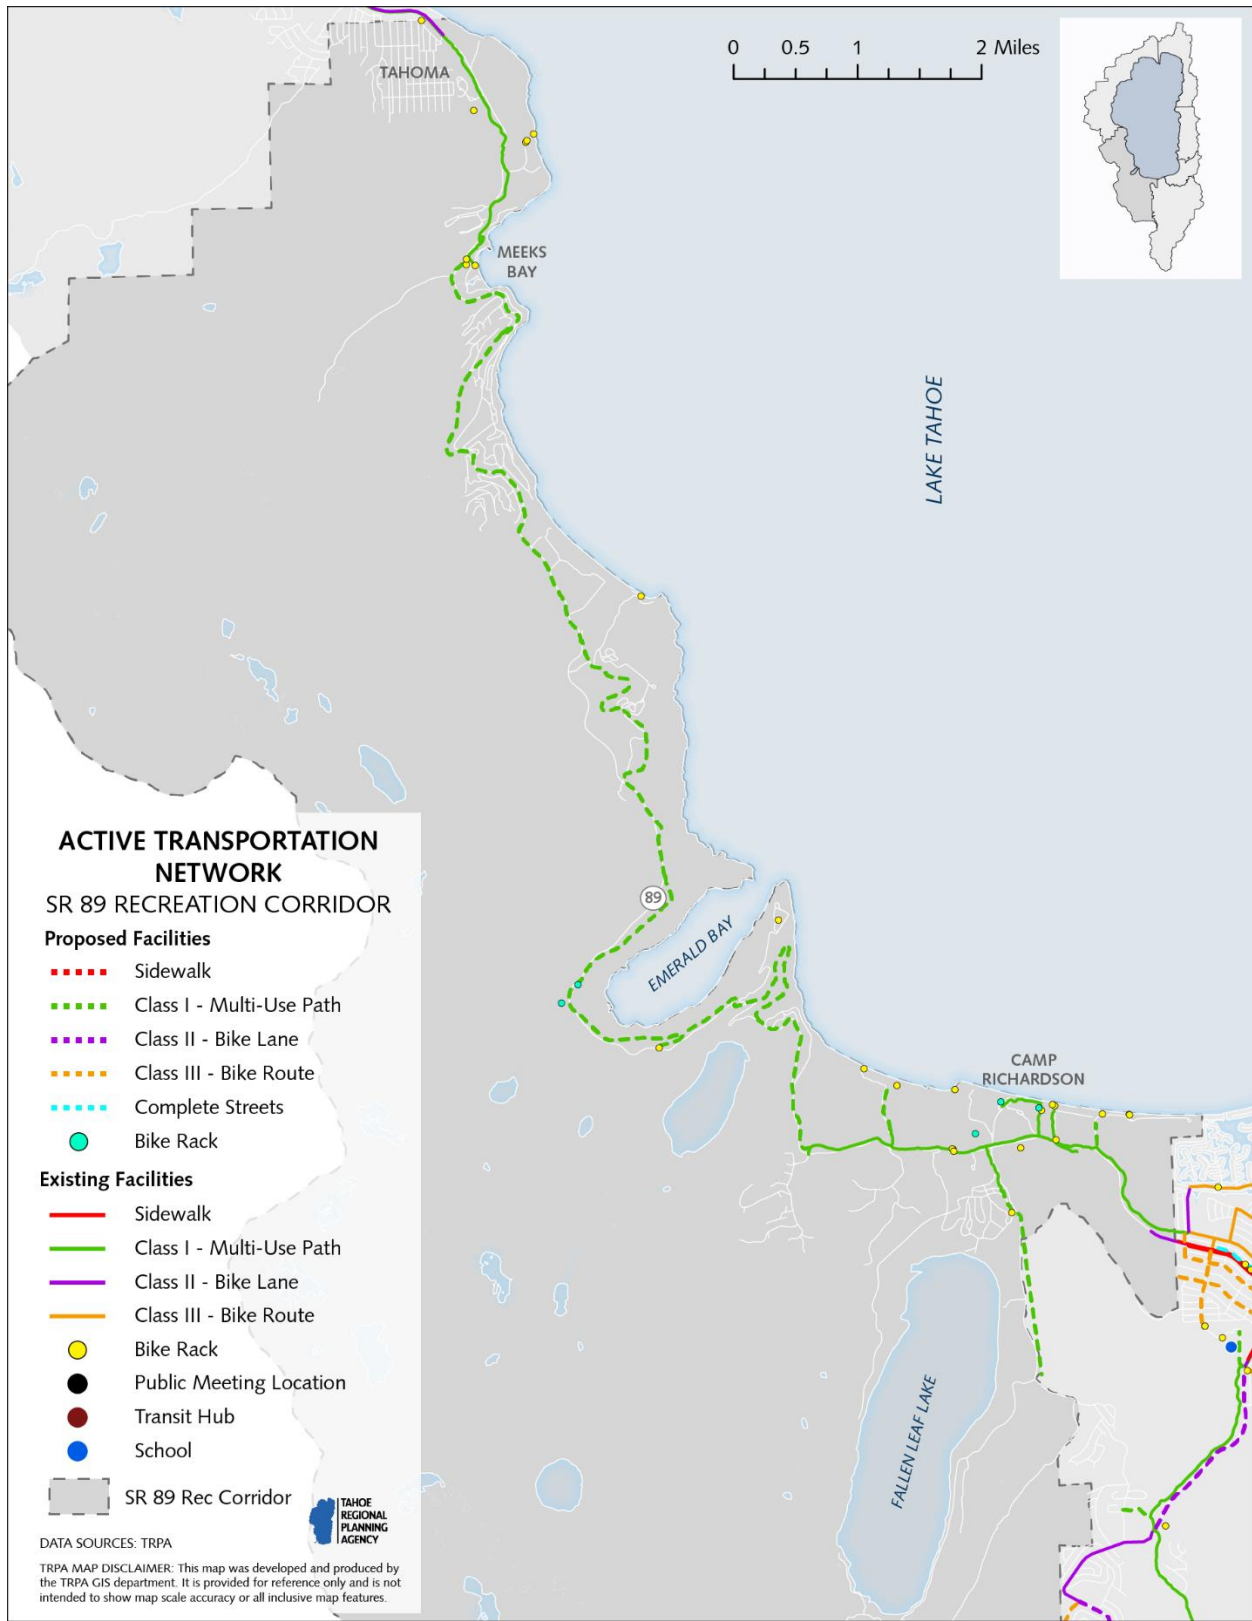 0 0.5 1 2 Miles
TAHOMA
MEEKS
BAY
LAKE TAHOE
89
EMERALD BAY
CAMP
RICHARDSON
FALLEN LEAF LAKE
ACTIVE TRANSPORTATION
NETWORK
SR 89 RECREATION CORRIDOR
Proposed Facilities
Sidewalk
Class I - Multi-Use Path
Class II - Bike Lane
Class III - Bike Route
Complete Streets
Bike Rack
Existing Facilities
Sidewalk
Class I - Multi-Use Path
Class II - Bike Lane
Class III - Bike Route
Bike Rack
Public Meeting Location
Transit Hub
School
SR 89 Rec Corridor
TAHOE
REGIONAL
PLANNING
AGENCY
DATA SOURCES: TRPA
TRPA MAP DISCLAIMER: This map was developed and produced by
the TRPA GIS department. It is provided for reference only and is not
intended to show map scale accuracy or all inclusive map features.